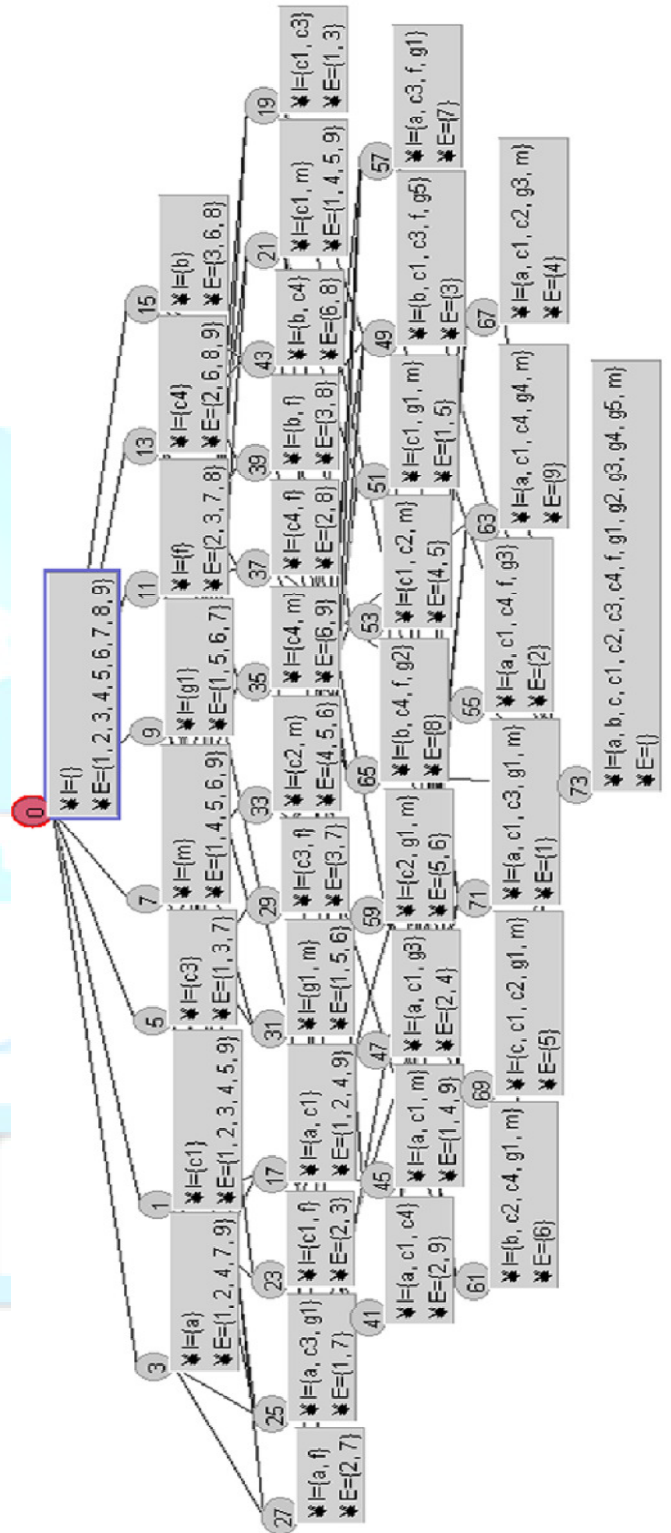 0
I={}
E={1, 2, 3, 4, 5, 6, 7, 8, 9}
3
I={a}
E={1, 2, 4, 7, 9}
1
I={c1}
E={1, 2, 3, 4, 5, 9}
5
I={c3}
E={1, 3, 7}
7
I={m}
E={1, 4, 5, 6, 9}
9
I={g1}
E={1, 5, 6, 7}
11
I={f}
E={2, 3, 7, 8}
13
I={c4}
E={2, 6, 8, 9}
15
I={b}
E={3, 6, 8}
27
I={a, f}
E={2, 7}
25
I={a, c3, g1}
E={1, 7}
23
I={c1, f}
E={2, 3}
17
I={a, c1}
E={1, 2, 4, 9}
31
I={g1, m}
E={1, 5, 6}
29
I={c3, f}
E={3, 7}
33
I={c2, m}
E={4, 5, 6}
35
I={c4, m}
E={6, 9}
37
I={c4, f}
E={2, 8}
39
I={b, f}
E={3, 8}
43
I={b, c4}
E={6, 8}
21
I={c1, m}
E={1, 4, 5, 9}
19
I={c1, c3}
E={1, 3}
41
I={a, c1, c4}
E={2, 9}
45
I={a, c1, m}
E={1, 4, 9}
47
I={a, c1, g3}
E={2, 4}
59
I={c2, g1, m}
E={5, 6}
65
I={b, c4, f, g2}
E={8}
53
I={c1, c2, m}
E={4, 5}
51
I={c1, g1, m}
E={1, 5}
49
I={b, c1, c3, f, g5}
E={3}
57
I={a, c3, f, g1}
E={7}
61
I={b, c2, c4, g1, m}
E={6}
69
I={c, c1, c2, g1, m}
E={5}
71
I={a, c1, c3, g1, m}
E={1}
55
I={a, c1, c4, f, g3}
E={2}
63
I={a, c1, c4, g4, m}
E={9}
67
I={a, c1, c2, g3, m}
E={4}
73
I={a, b, c, c1, c2, c3, c4, f, g1, g2, g3, g4, g5, m}
E={}